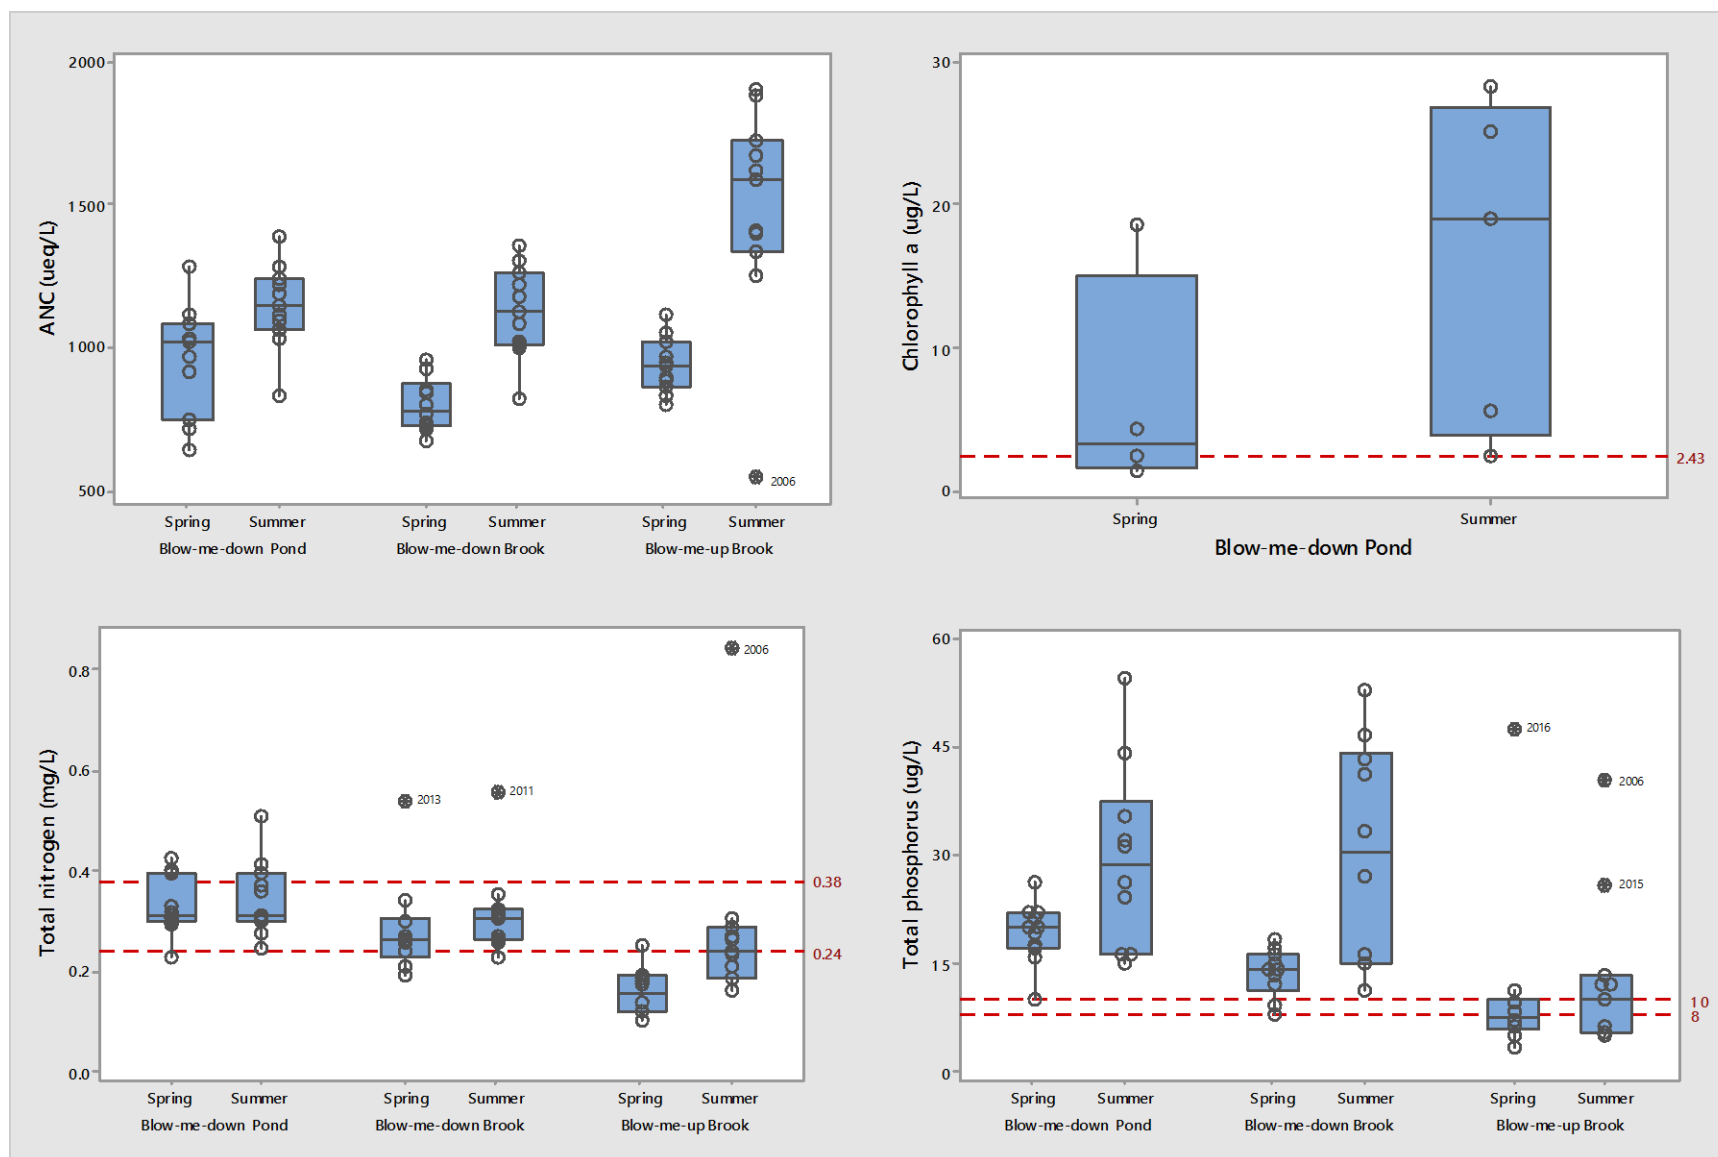 2000
1500
1000
500
ANC (ueq/L)
2006
Spring Summer Spring Summer Spring Summer
Blow-me-down Pond Blow-me-down Brook Blow-me-up Brook
30
20
10
0
Chlorophyll a (ug/L)
2.43
Spring Summer
Blow-me-down Pond
0.8
0.6
0.4
0.2
0.0
Total nitrogen (mg/L)
2006
2013
2011
0.38
0.24
Spring Summer Spring Summer Spring Summer
Blow-me-down Pond Blow-me-down Brook Blow-me-up Brook
60
45
30
15
0
Total phosphorus (ug/L)
2016
2006
2015
10
8
Spring Summer Spring Summer Spring Summer
Blow-me-down Pond Blow-me-down Brook Blow-me-up Brook